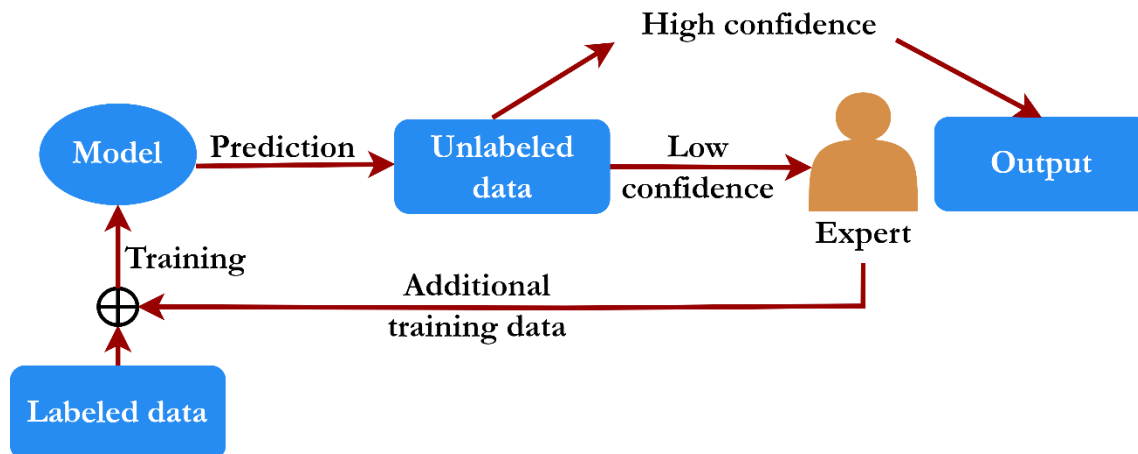 High confidence
Model
Prediction
Unlabeled
data
Low
confidence
Output
Expert
Training
Additional
training data
Labeled data